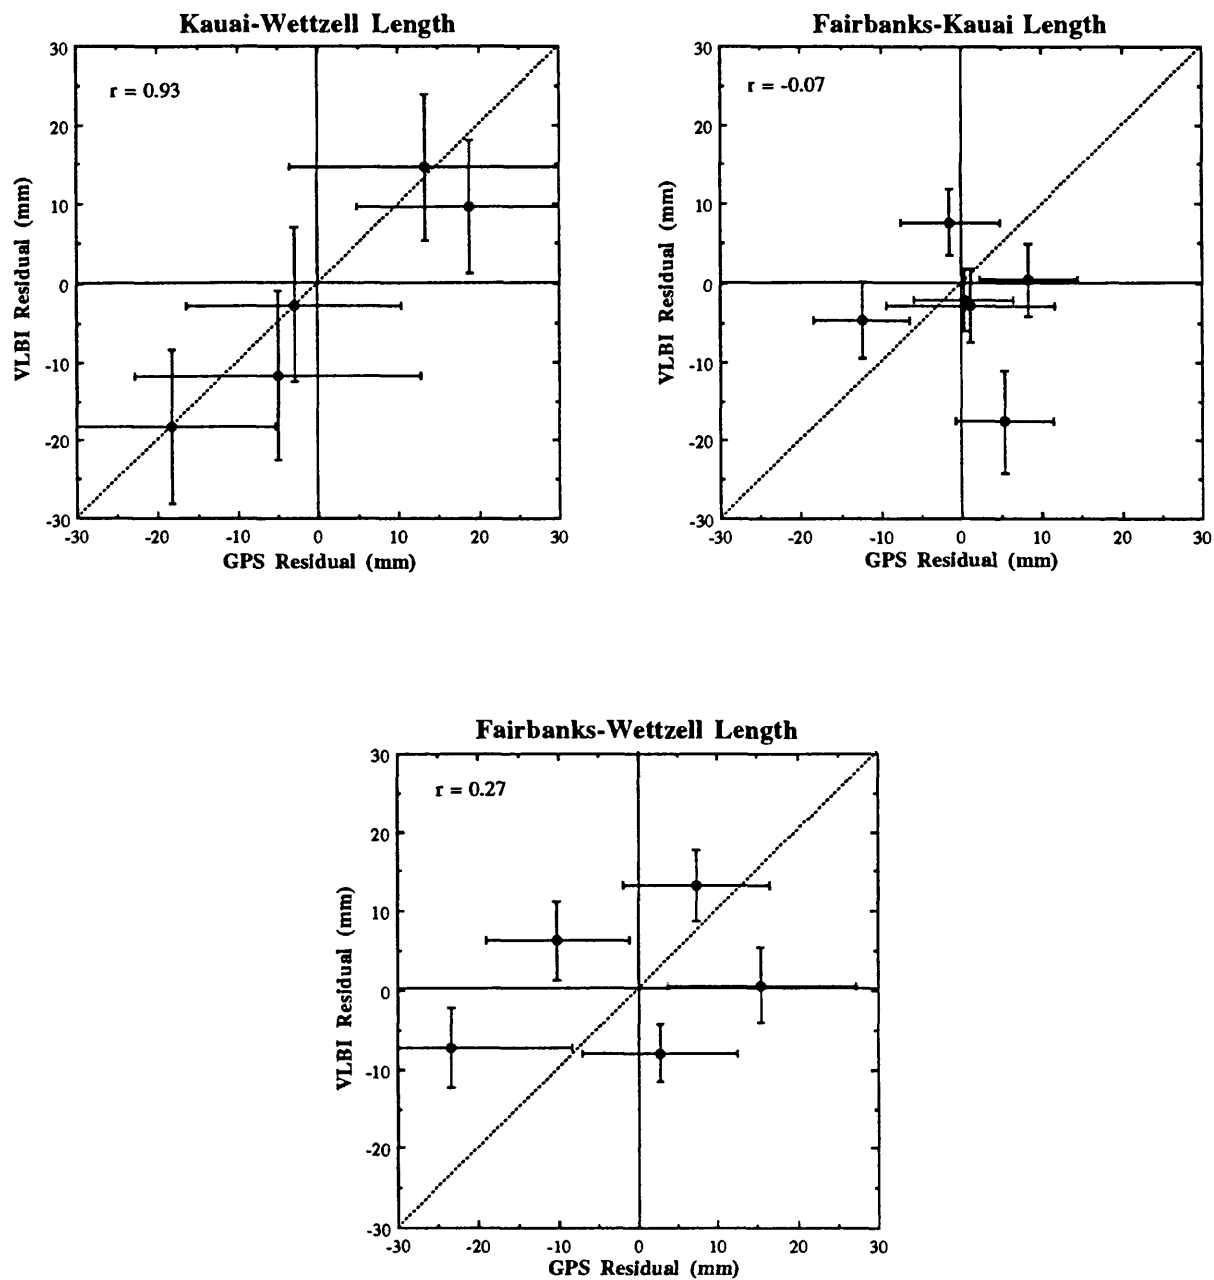 Kauai-Wettzell Length
r = 0.93
30
20
10
0
-10
-20
-30
VLBI Residual (mm)
-30 -20 -10 0 10 20 30
GPS Residual (mm)
Fairbanks-Kauai Length
r = -0.07
30
20
10
0
-10
-20
-30
VLBI Residual (mm)
-30 -20 -10 0 10 20 30
GPS Residual (mm)
Fairbanks-Wettzell Length
r = 0.27
30
20
10
0
-10
-20
-30
VLBI Residual (mm)
-30 -20 -10 0 10 20 30
GPS Residual (mm)